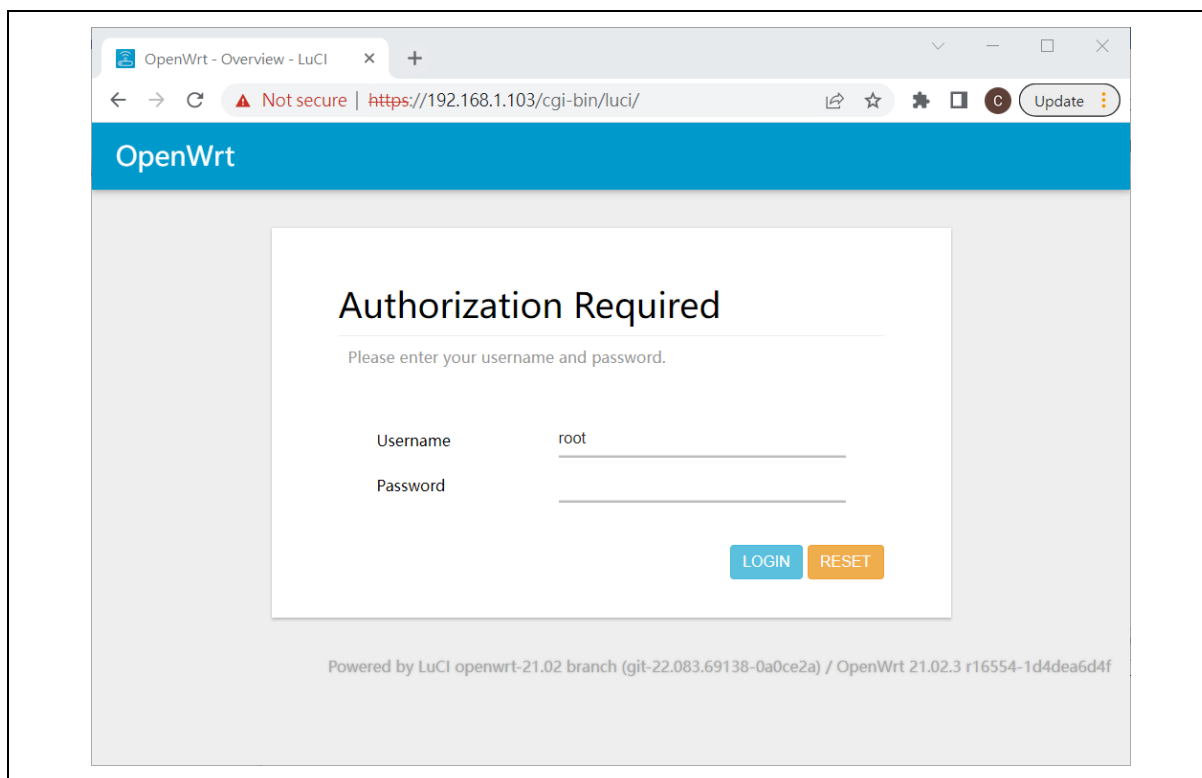 OpenWrt - Overview - LuCI
Not secure | https://192.168.1.103/cgi-bin/luci/
C
Update
OpenWrt
Authorization Required
Please enter your username and password.
Username root
Password
LOGIN RESET
Powered by LuCI openwrt-21.02 branch (git-22.083.69138-0a0ce2a) / OpenWrt 21.02.3 r16554-1d4dea6d4f